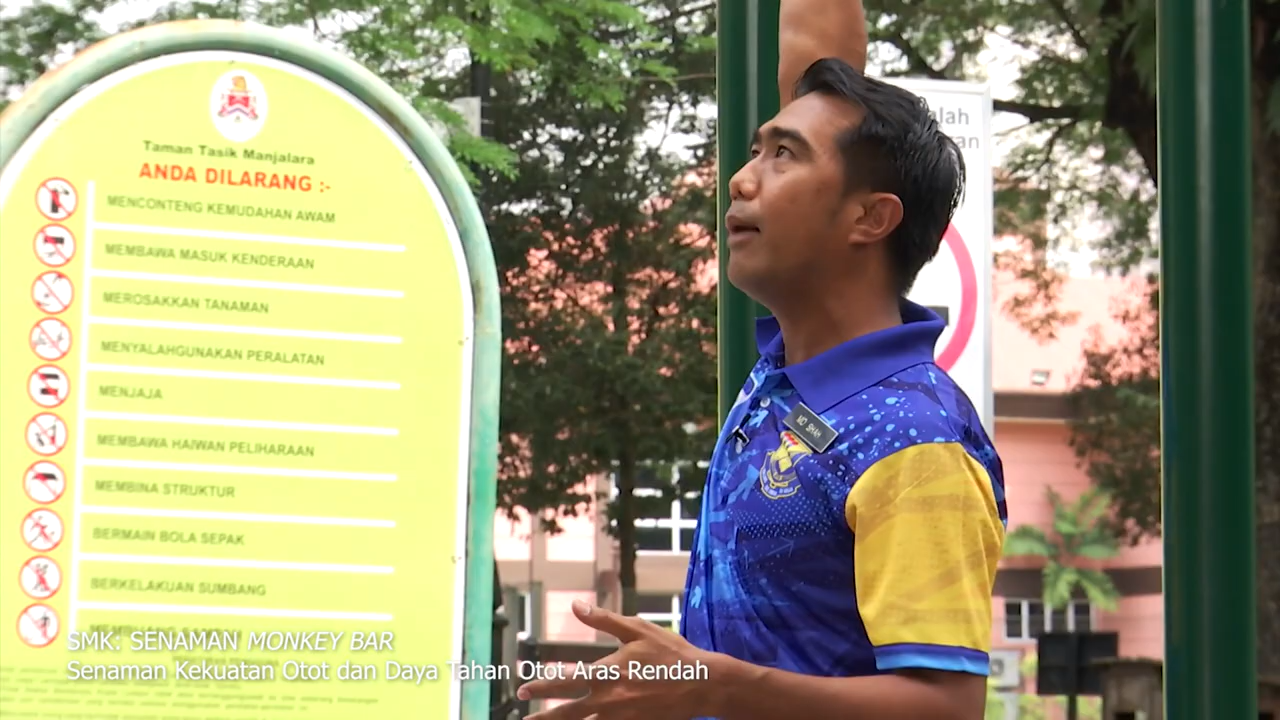 Taman Tasik Manjalara
ANDA DILARANG :-
MENCONTENG KEMUDAHAN AWAM
MEMBAWA MASUK KENDERAAN
MEROSAKKAN TANAMAN
MENYALAHGUNAKAN PERALATAN
MENJAJA
MEMBAWA HAIWAN PELIHARAAN
MEMBINA STRUKTUR
BERMAIN BOLA SEPAK
BERKELAKUAN SUMBANG
SMK: SENAMAN MONKEY BAR
Senaman Kekuatan Otot dan Daya Tahan Otot Aras Rendah
MD SHAH